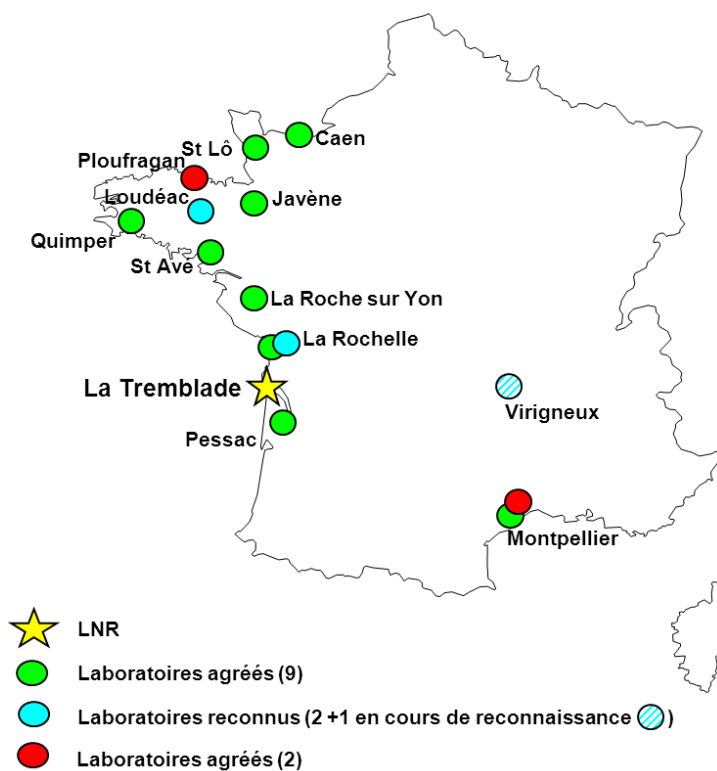 Caen
St Lô
Ploufragan
Loudéac
Javène
Quimper
St Avé
La Roche sur Yon
La Rochelle
La Tremblade
Virigneux
Pessac
Montpellier
LNR
Laboratoires agréés (9)
Laboratoires reconnus (2 +1 en cours de reconnaissance )
Laboratoires agréés (2)